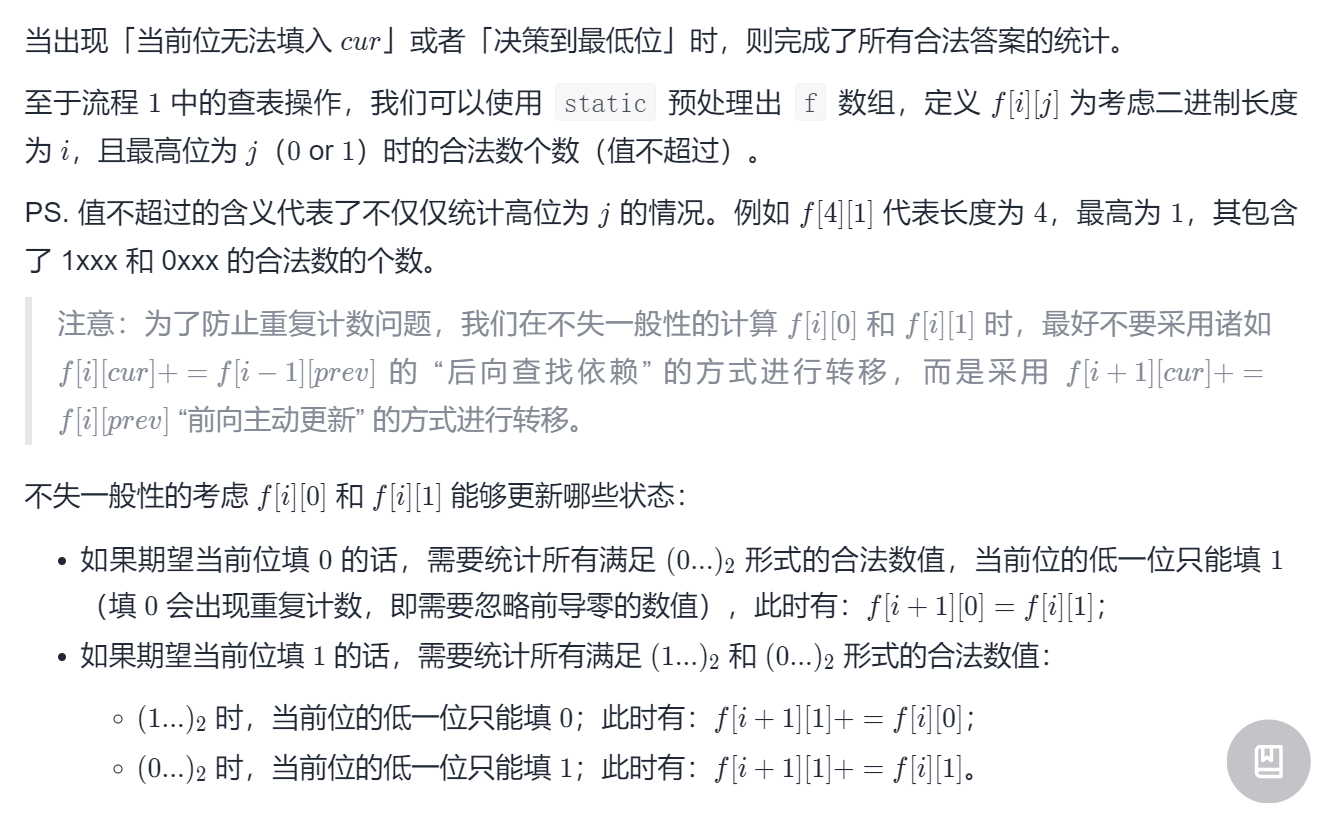 当出现「当前位无法填入 cur」或者「决策到最低位」时，则完成了所有合法答案的统计。
至于流程 1 中的查表操作，我们可以使用 static 预处理出 f 数组，定义 f[i][j] 为考虑二进制长度
为 i，且最高位为 j（0 or 1）时的合法数个数（值不超过）。
PS. 值不超过的含义代表了不仅仅统计高位为 j 的情况。例如 f[4][1] 代表长度为 4，最高为 1，其包含
了 1xxx 和 0xxx 的合法数的个数。
注意：为了防止重复计数问题，我们在不失一般性的计算 f[i][0] 和 f[i][1] 时，最好不要采用诸如
f[i][cur]+ = f[i − 1][prev] 的 “后向查找依赖” 的方式进行转移，而是采用 f[i + 1][cur]+ =
f[i][prev] “前向主动更新” 的方式进行转移。
不失一般性的考虑 f[i][0] 和 f[i][1] 能够更新哪些状态：
• 如果期望当前位填 0 的话，需要统计所有满足 (0...)₂ 形式的合法数值，当前位的低一位只能填 1
（填 0 会出现重复计数，即需要忽略前导零的数值），此时有：f[i + 1][0] = f[i][1]；
• 如果期望当前位填 1 的话，需要统计所有满足 (1...)₂ 和 (0...)₂ 形式的合法数值：
◦ (1...)₂ 时，当前位的低一位只能填 0；此时有：f[i + 1][1]+ = f[i][0]；
◦ (0...)₂ 时，当前位的低一位只能填 1；此时有：f[i + 1][1]+ = f[i][1]。